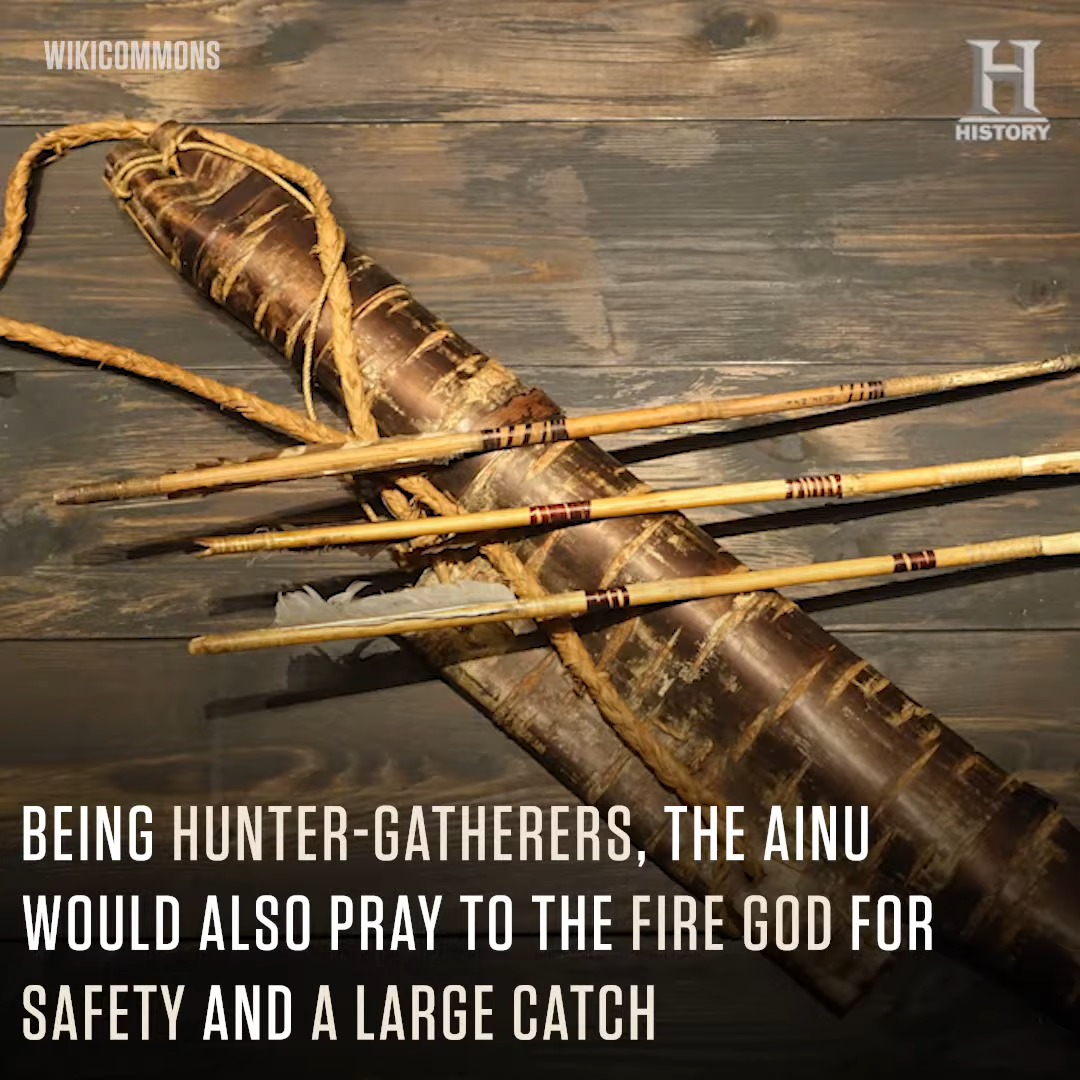 WIKICOMMONS
H
HISTORY
BEING HUNTER-GATHERERS, THE AINU
WOULD ALSO PRAY TO THE FIRE GOD FOR
SAFETY AND A LARGE CATCH